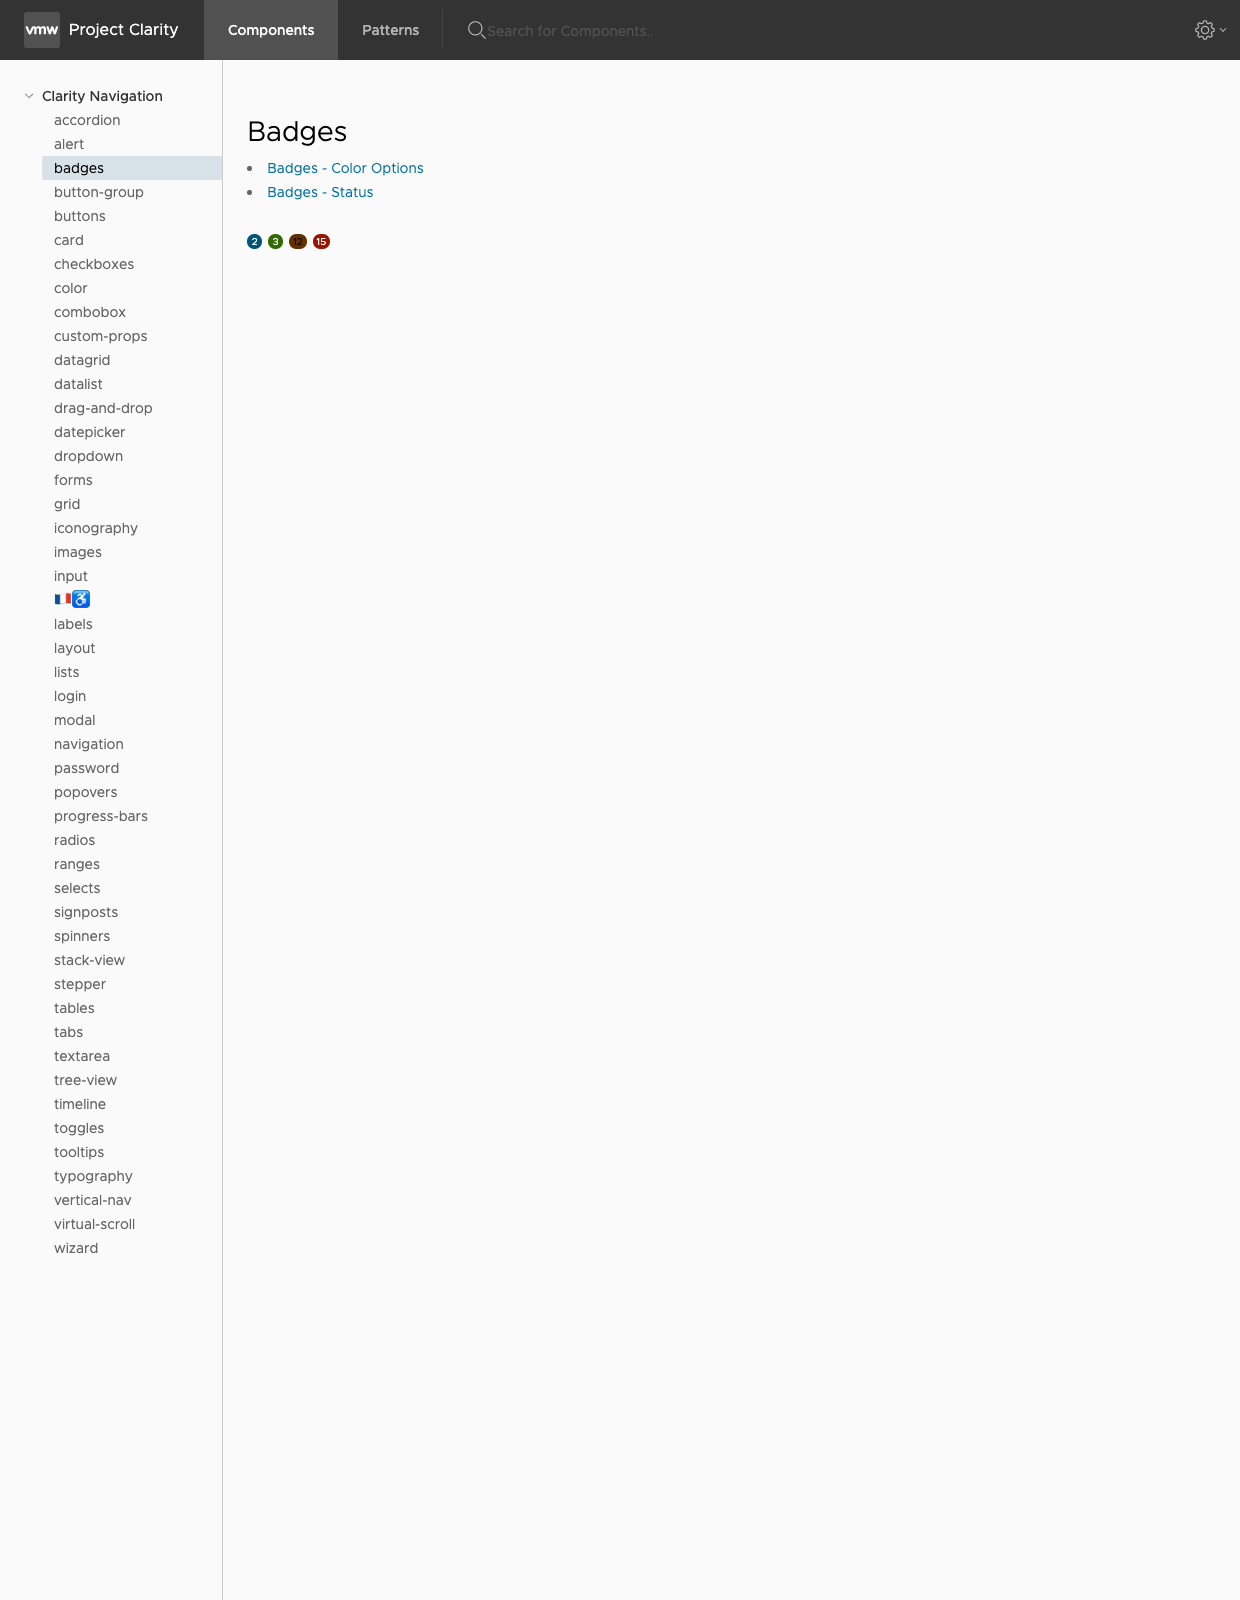 vmw Project Clarity Components Patterns Search for Components..
Clarity Navigation
accordion
alert
badges
button-group
buttons
card
checkboxes
color
combobox
custom-props
datagrid
datalist
drag-and-drop
datepicker
dropdown
forms
grid
iconography
images
input
🇫🇷♿
labels
layout
lists
login
modal
navigation
password
popovers
progress-bars
radios
ranges
selects
signposts
spinners
stack-view
stepper
tables
tabs
textarea
tree-view
timeline
toggles
tooltips
typography
vertical-nav
virtual-scroll
wizard
Badges
Badges - Color Options
Badges - Status
2 3 12 15